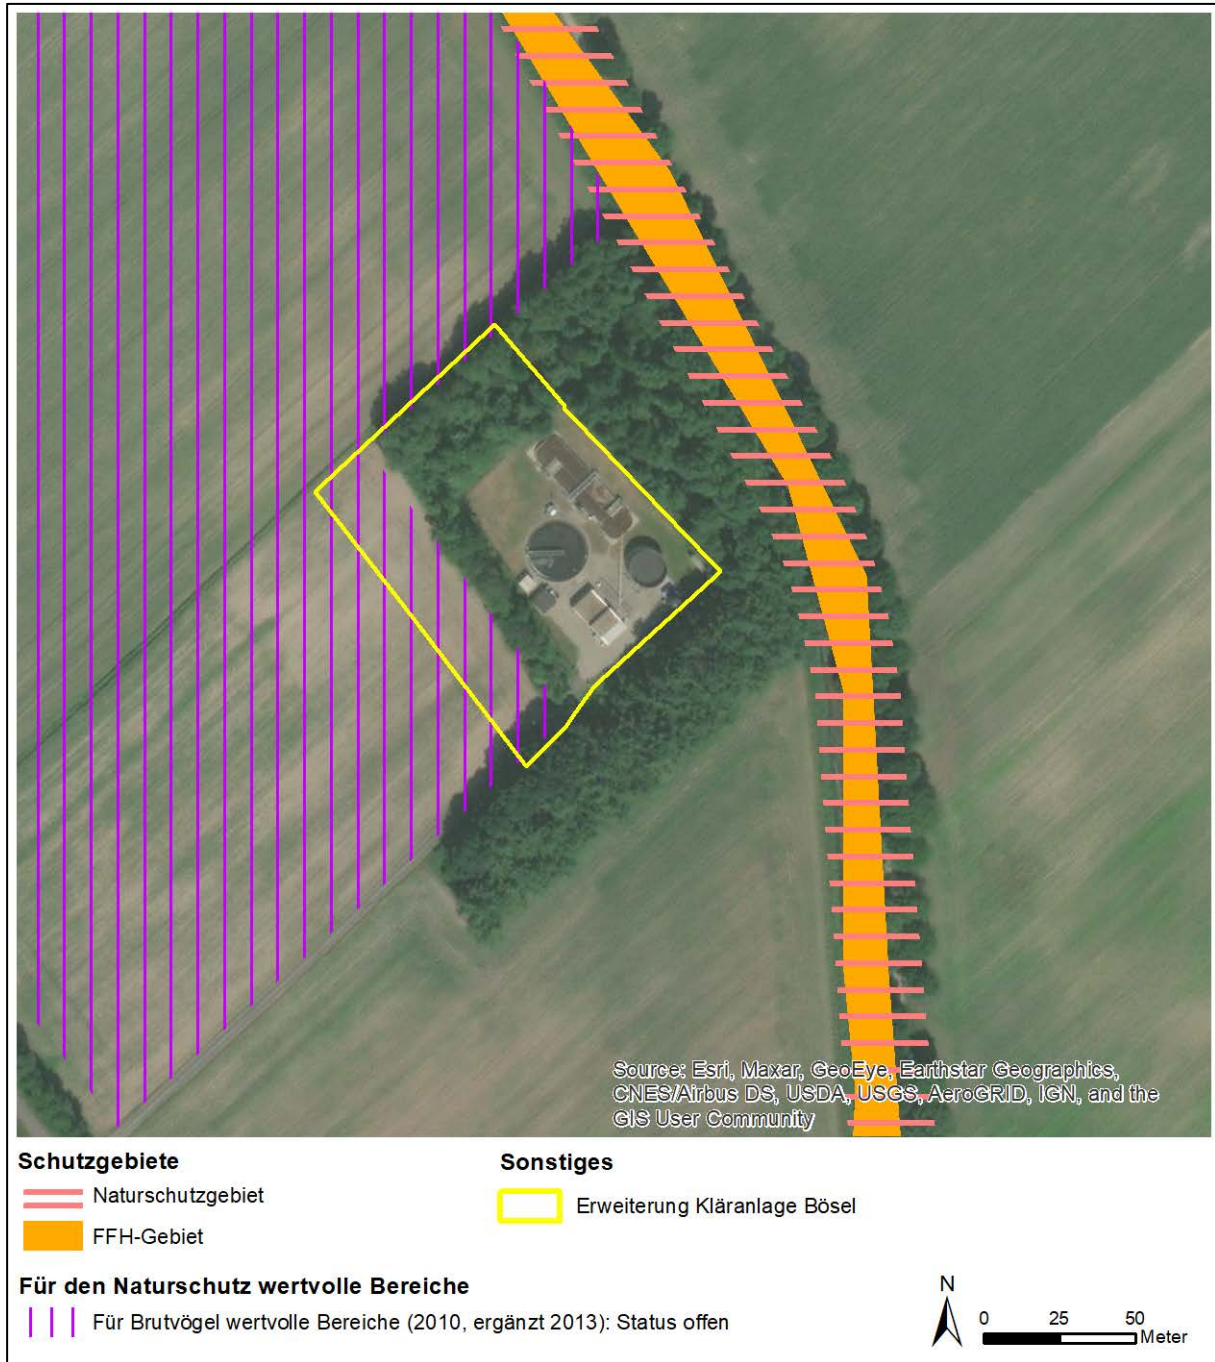 Source: Esri, Maxar, GeoEye, Earthstar Geographics,
CNES/Airbus DS, USDA, USGS, AeroGRID, IGN, and the
GIS User Community
Schutzgebiete
Naturschutzgebiet
FFH-Gebiet
Sonstiges
Erweiterung Kläranlage Bösel
Für den Naturschutz wertvolle Bereiche
Für Brutvögel wertvolle Bereiche (2010, ergänzt 2013): Status offen
N
0 25 50
Meter